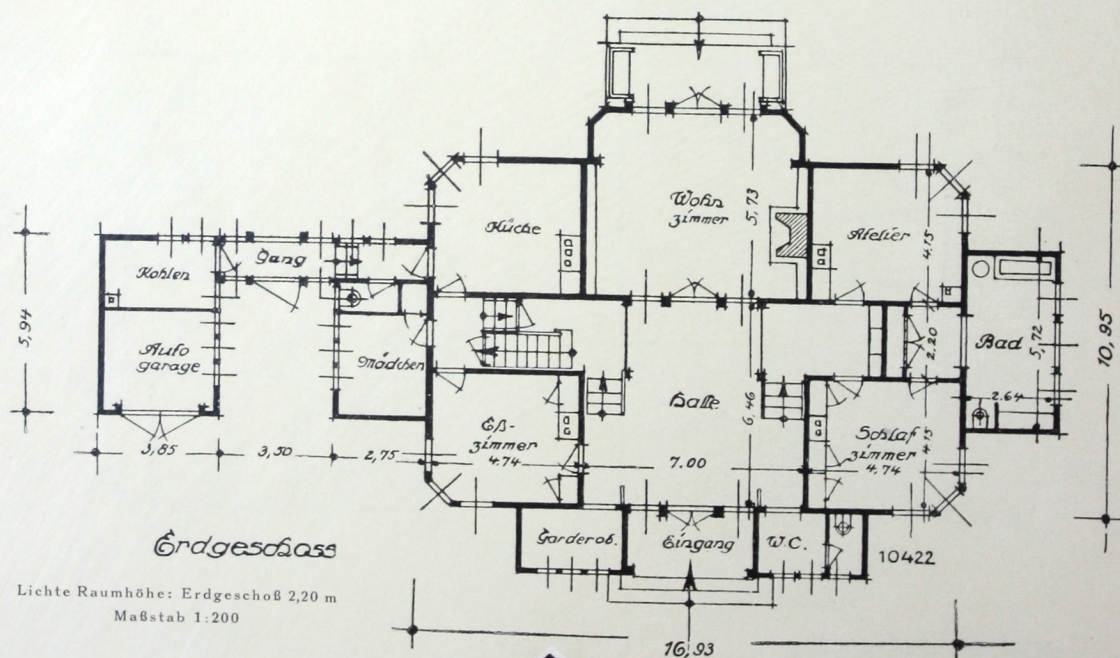 Wohn
zimmer
5,73
Küche
Atelier
4.15
Gang
Kohlen
5,94
Auto
garage
Mädchen
2.20
Bad
5,72
10,95
Halle
6,46
2.64
Eß-
zimmer
4.74
Schlaf
zimmer
4.74
4.15
3,85
3,50
2,75
7.00
Garderob.
Eingang
W.C.
10422
Erdgeschoss
Lichte Raumhöhe: Erdgeschoß 2,20 m
Maßstab 1:200
16,93